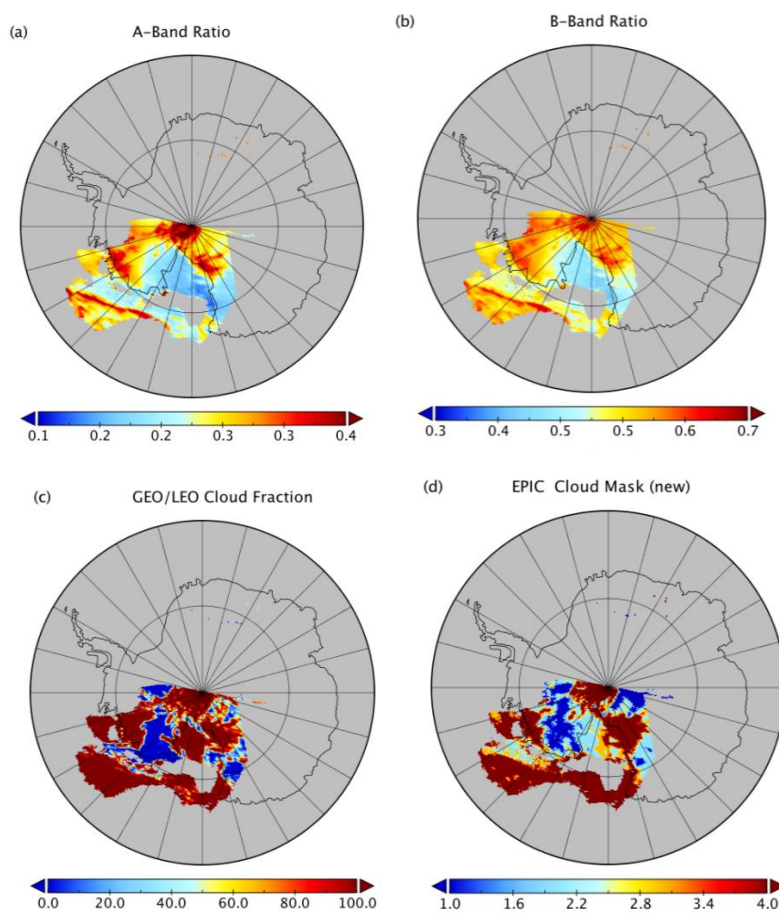 (a) A-Band Ratio
(b) B-Band Ratio
0.1 0.2 0.2 0.3 0.3 0.4
0.3 0.4 0.5 0.5 0.6 0.7
(c) GEO/LEO Cloud Fraction
(d) EPIC Cloud Mask (new)
0.0 20.0 40.0 60.0 80.0 100.0
1.0 1.6 2.2 2.8 3.4 4.0